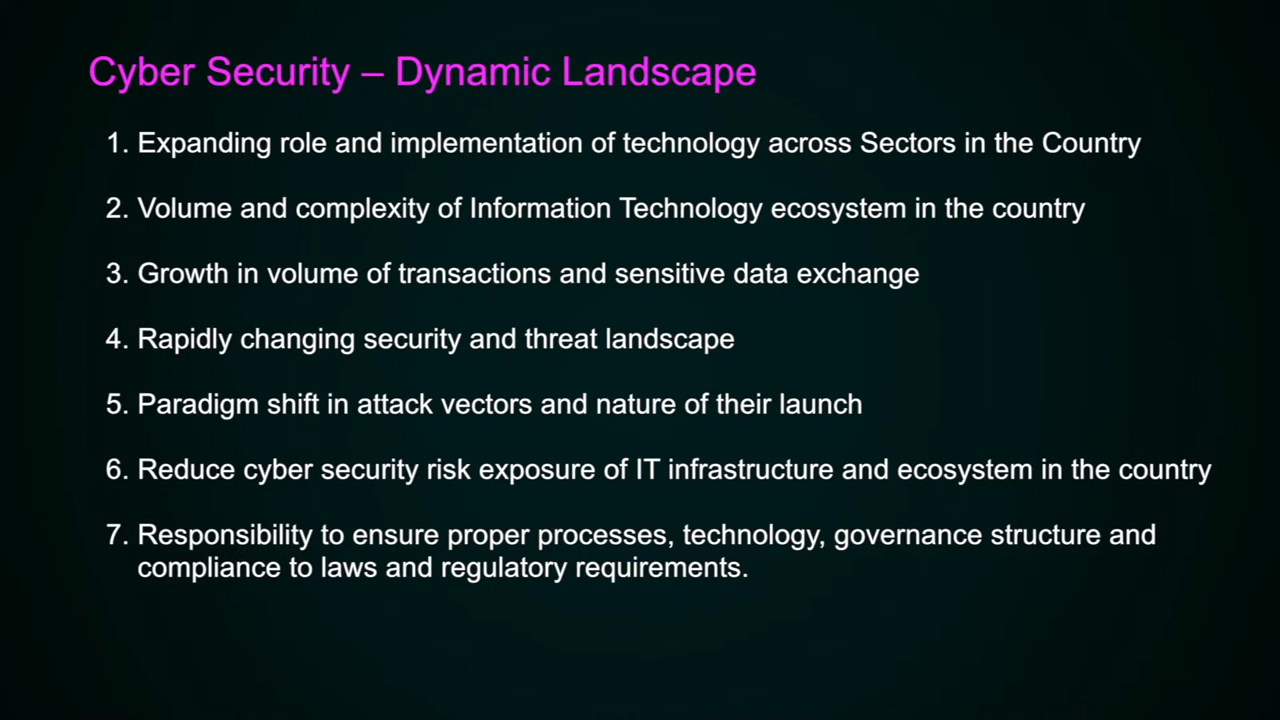 Cyber Security – Dynamic Landscape
1. Expanding role and implementation of technology across Sectors in the Country
2. Volume and complexity of Information Technology ecosystem in the country
3. Growth in volume of transactions and sensitive data exchange
4. Rapidly changing security and threat landscape
5. Paradigm shift in attack vectors and nature of their launch
6. Reduce cyber security risk exposure of IT infrastructure and ecosystem in the country
7. Responsibility to ensure proper processes, technology, governance structure and
compliance to laws and regulatory requirements.